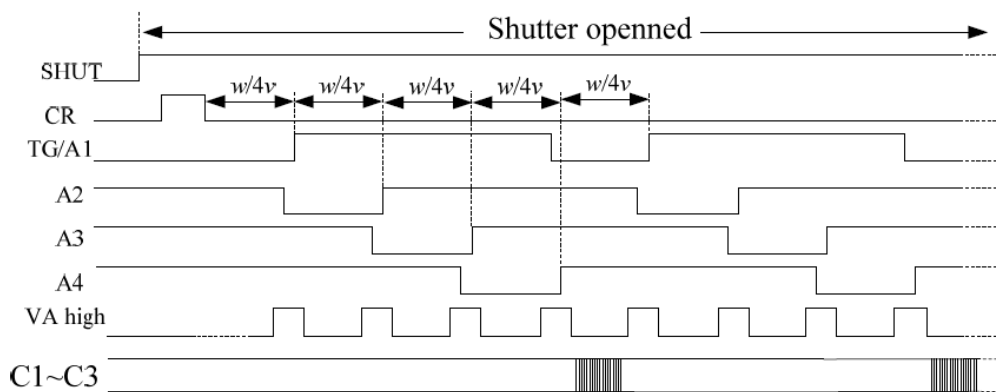 Shutter openned
SHUT
w/4v w/4v w/4v w/4v w/4v
CR
TG/A1
A2
A3
A4
VA high
C1~C3